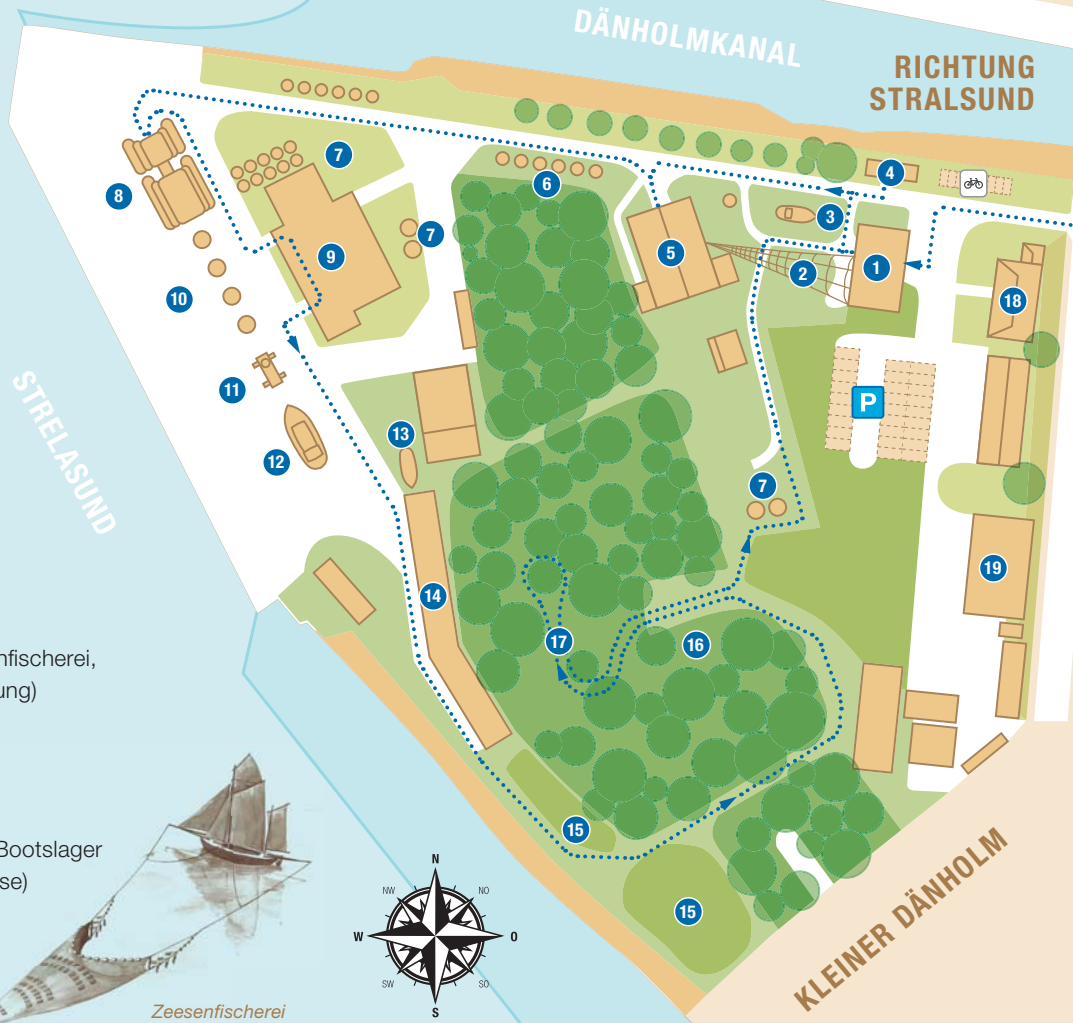 DÄNHOLMKANAL
RICHTUNG
STRALSUND
7
4
8
6
3
9
7
5
2
1
18
10
11
P
STRELASUND
12
13
7
19
14
17
16
nfischerei,
ung)
15
Bootslager
se)
15
KLEINER DÄNHOLM
N
NW
NO
W
O
SW
SO
S
Zeesenfischerei